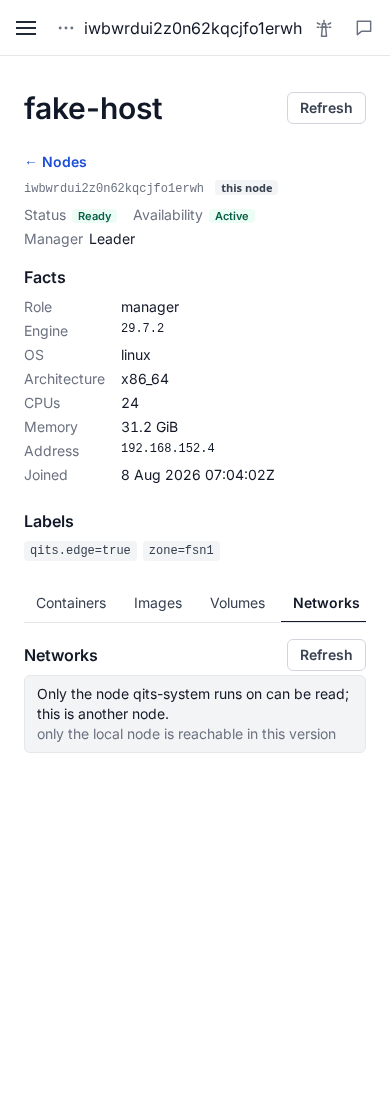 iwbwrdui2z0n62kqcjfo1erwh
fake-host
Refresh
← Nodes
iwbwrdui2z0n62kqcjfo1erwh this node
Status Ready Availability Active
Manager Leader
Facts
Role manager
Engine 29.7.2
OS linux
Architecture x86_64
CPUs 24
Memory 31.2 GiB
Address 192.168.152.4
Joined 8 Aug 2026 07:04:02Z
Labels
qits.edge=true zone=fsn1
Containers Images Volumes Networks
Networks Refresh
Only the node qits-system runs on can be read;
this is another node.
only the local node is reachable in this version